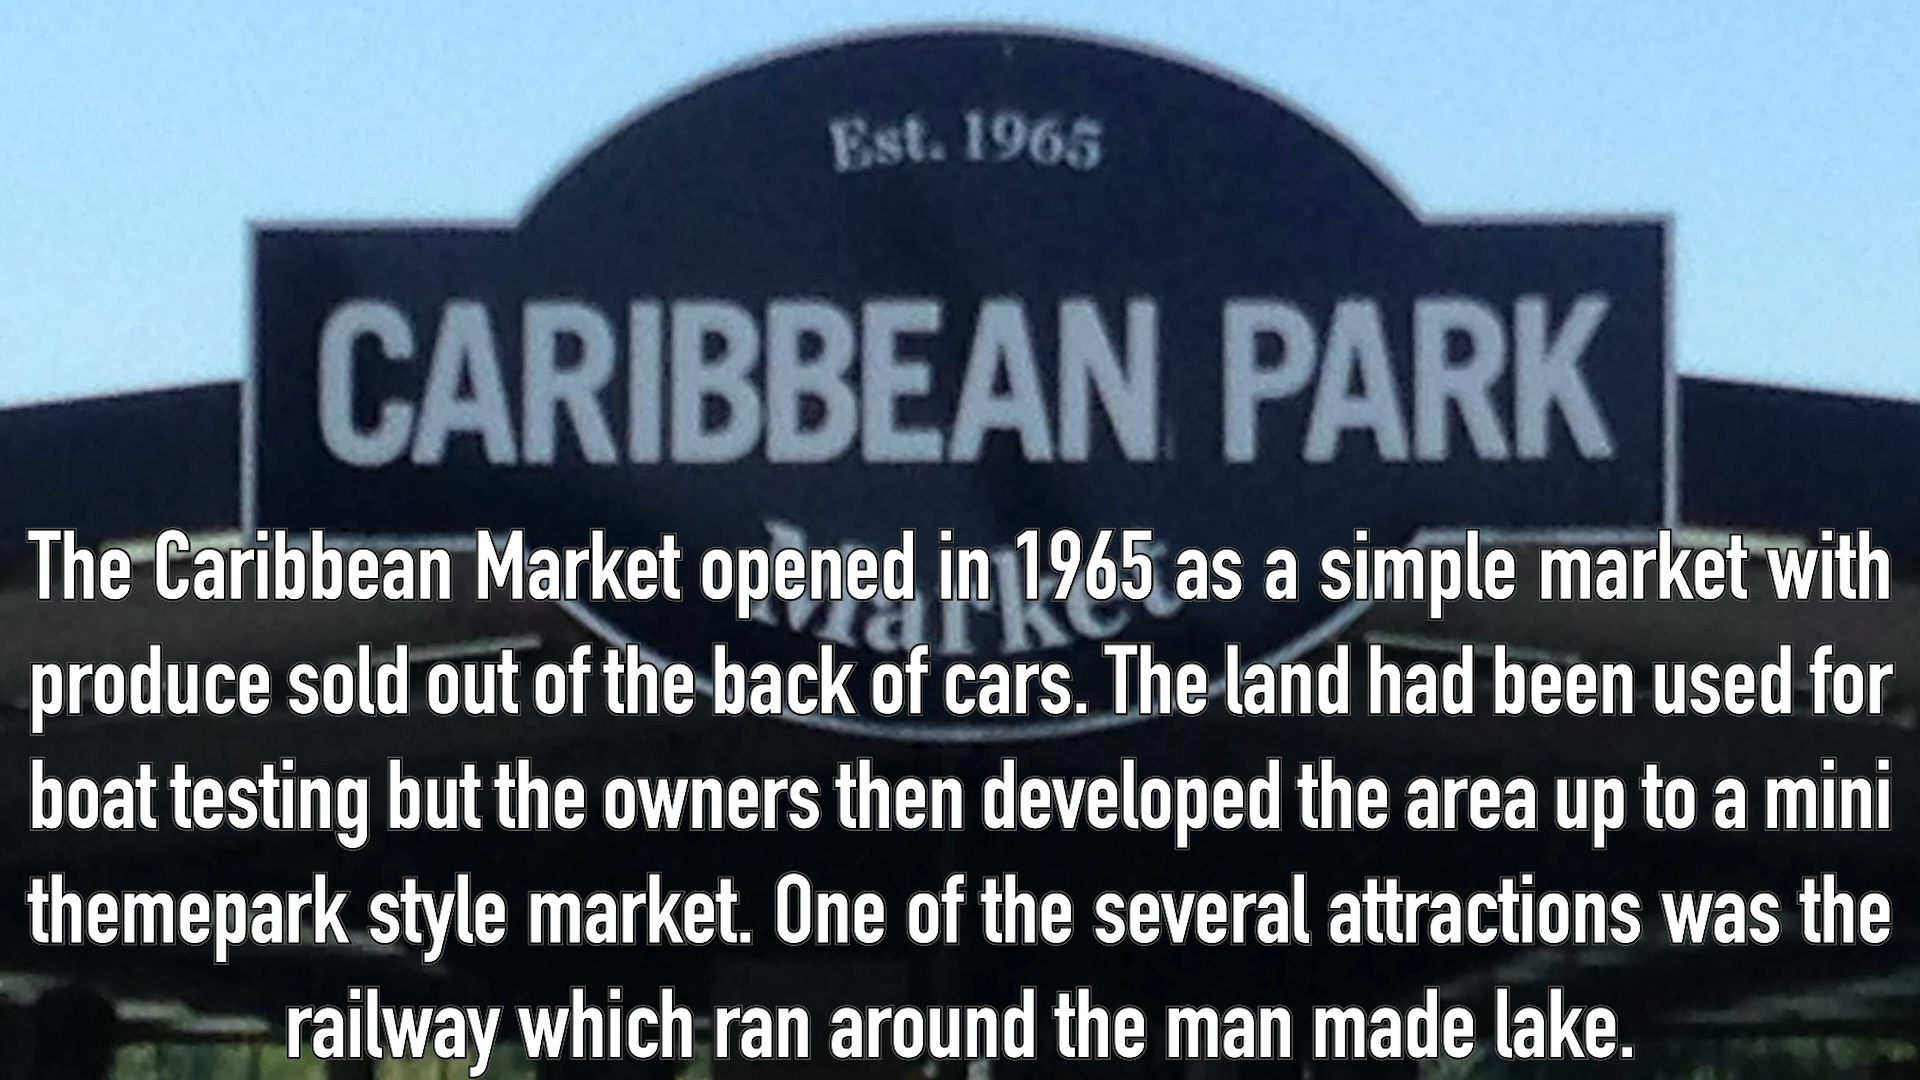 Est. 1965
CARIBBEAN PARK
Market
The Caribbean Market opened in 1965 as a simple market with
produce sold out of the back of cars. The land had been used for
boat testing but the owners then developed the area up to a mini
themepark style market. One of the several attractions was the
railway which ran around the man made lake.